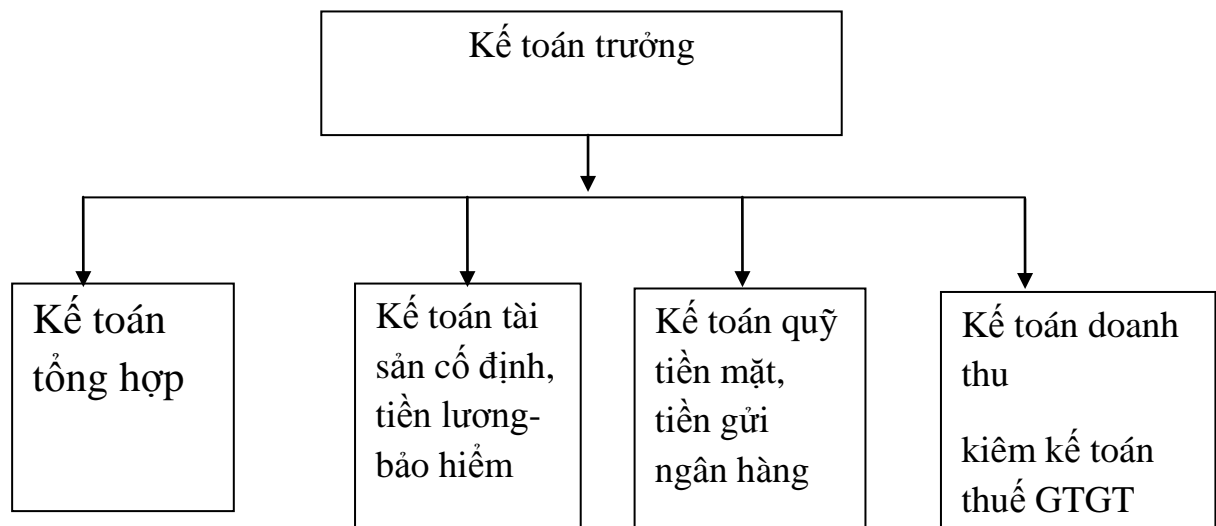 Kế toán trưởng
Kế toán
tổng hợp
Kế toán tài
sản cố định,
tiền lương-
bảo hiểm
Kế toán quỹ
tiền mặt,
tiền gửi
ngân hàng
Kế toán doanh
thu
kiêm kế toán
thuế GTGT